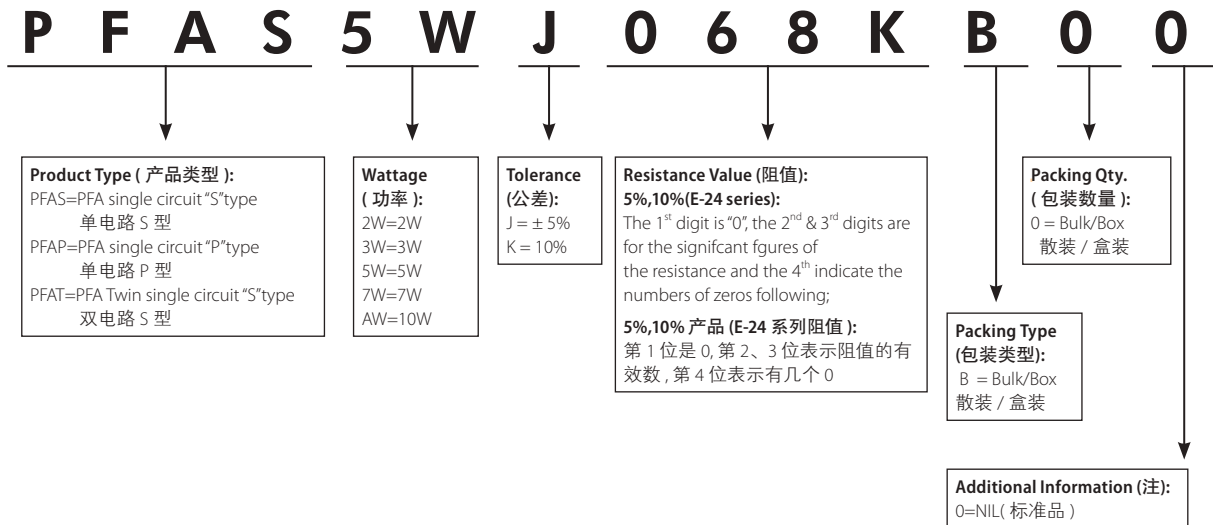 P F A S 5 W J 0 6 8 K B 0 0
Product Type ( 产品类型 ):
PFAS=PFA single circuit “S”type
单电路 S 型
PFAP=PFA single circuit “P”type
单电路 P 型
PFAT=PFA Twin single circuit “S”type
双电路 S 型
Wattage
( 功率 ):
2W=2W
3W=3W
5W=5W
7W=7W
AW=10W
Tolerance
(公差):
J = ± 5%
K = 10%
Resistance Value (阻值):
5%,10%(E-24 series):
The 1st digit is “0”, the 2nd & 3rd digits are
for the signifcant fgures of
the resistance and the 4th indicate the
numbers of zeros following;
5%,10% 产品 (E-24 系列阻值 ):
第 1 位是 0, 第 2、3 位表示阻值的有
效数 , 第 4 位表示有几个 0
Packing Qty.
( 包装数量 ):
0 = Bulk/Box
散装 / 盒装
Packing Type
(包装类型):
B = Bulk/Box
散装 / 盒装
Additional Information (注):
0=NIL( 标准品 )